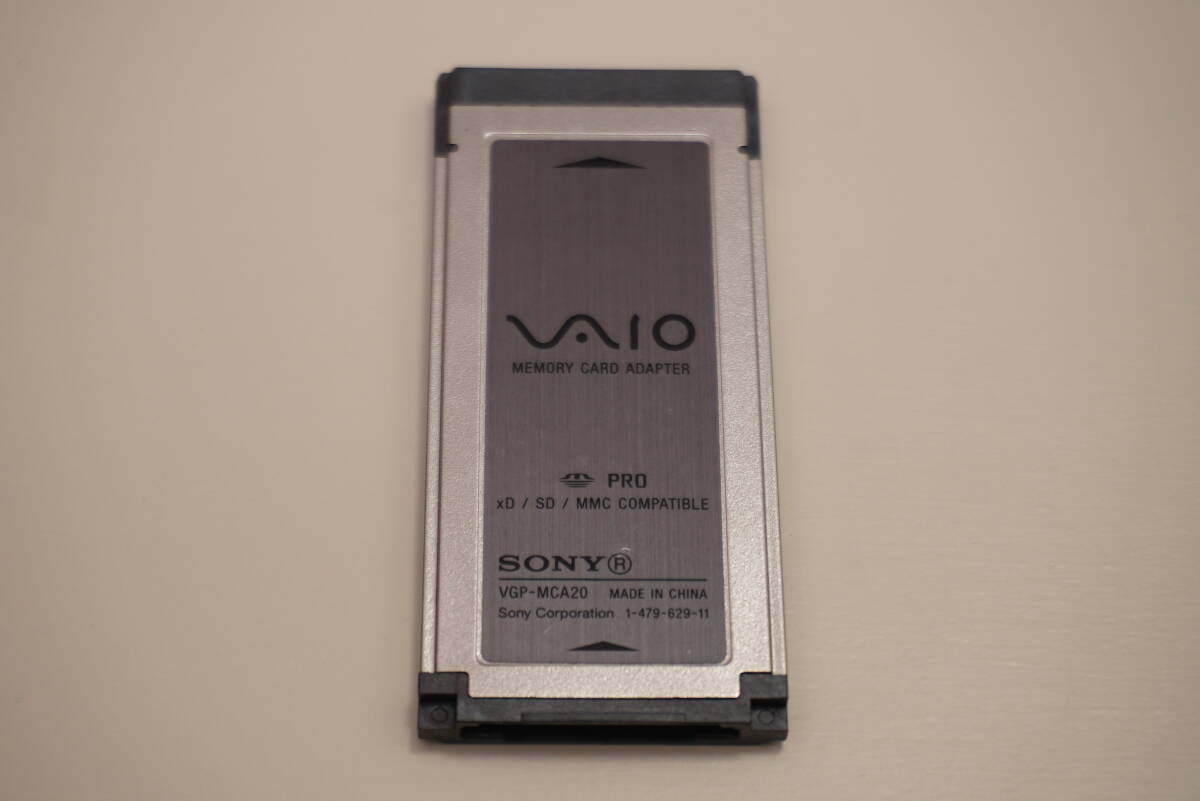 VAIO
MEMORY CARD ADAPTER
PRO
xD / SD / MMC COMPATIBLE
SONY®
VGP-MCA20 MADE IN CHINA
Sony Corporation 1-479-629-11